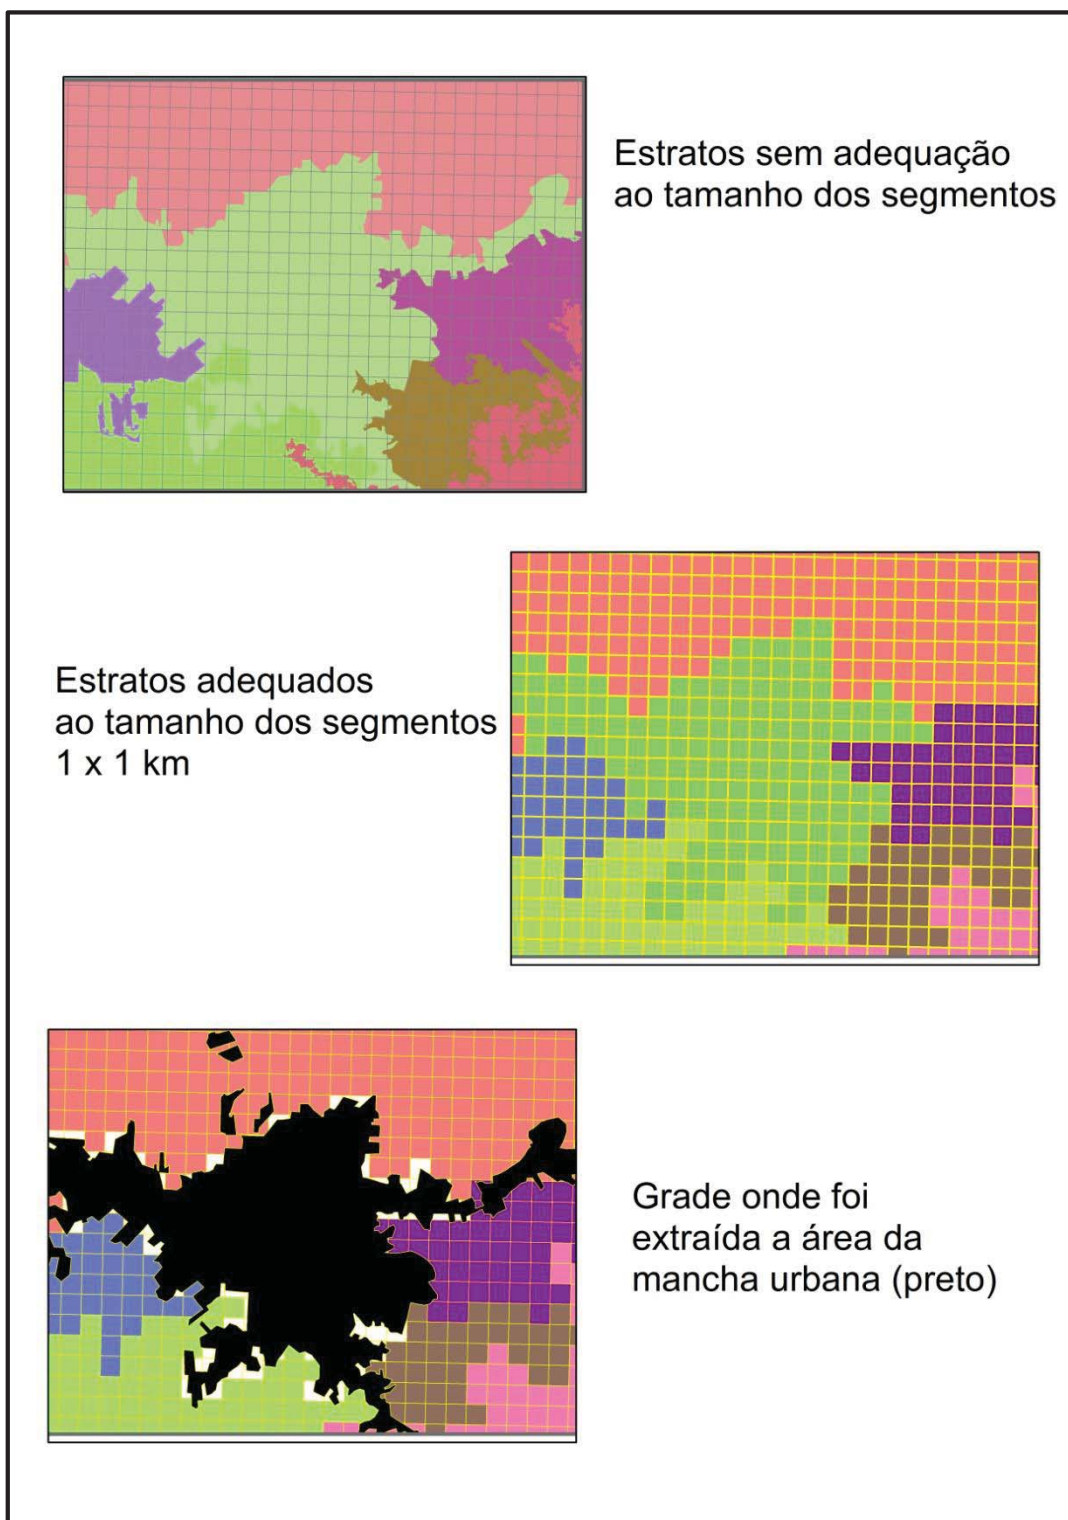 Estratos sem adequação
ao tamanho dos segmentos
Estratos adequados
ao tamanho dos segmentos
1 x 1 km
Grade onde foi
extraída a área da
mancha urbana (preto)